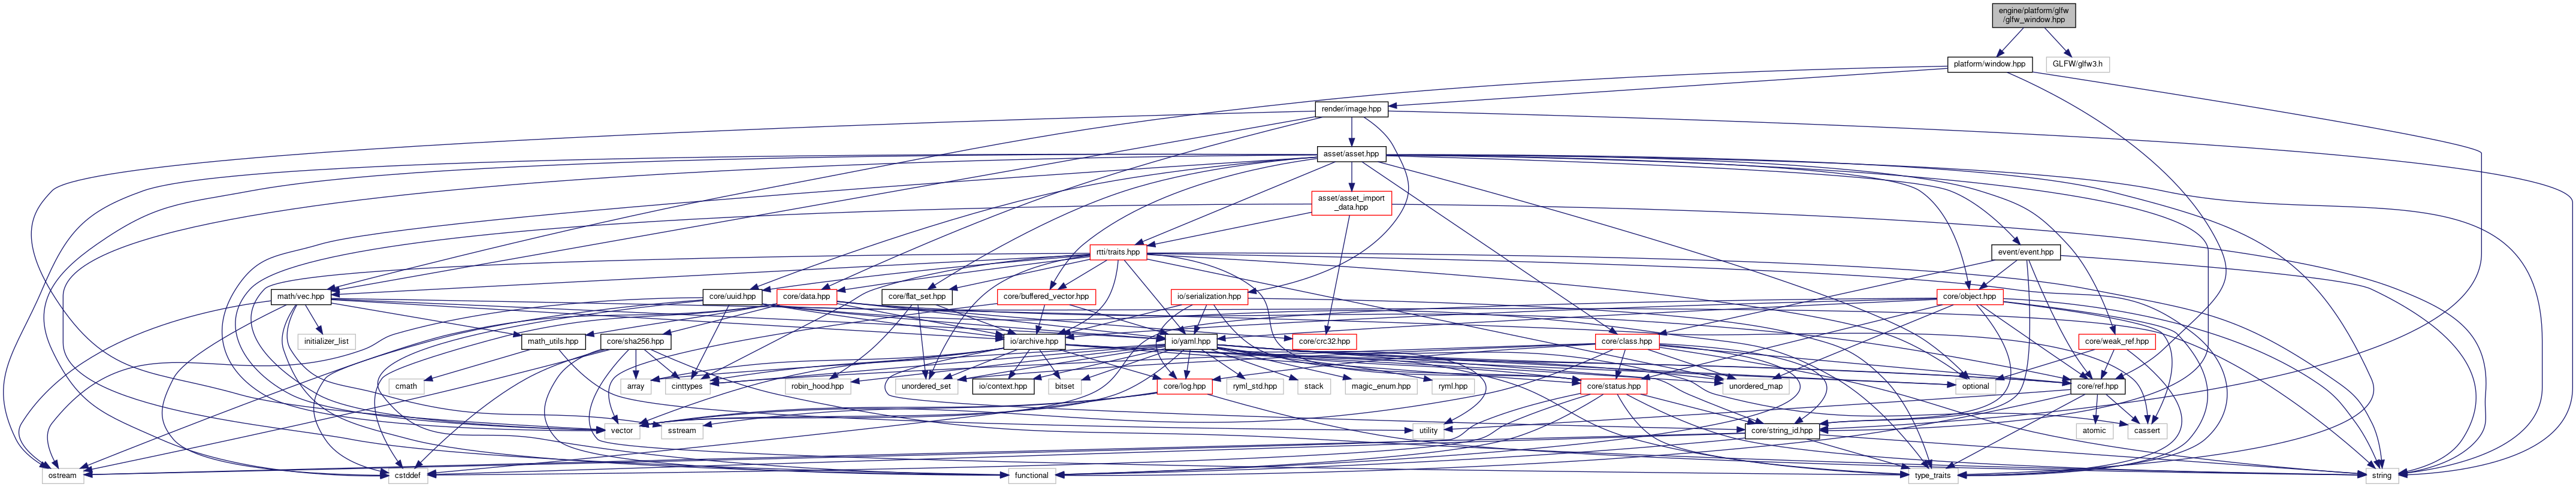 engine/platform/glfw
/glfw_window.hpp
platform/window.hpp
GLFW/glfw3.h
render/image.hpp
asset/asset.hpp
asset/asset_import
_data.hpp
rtti/traits.hpp
event/event.hpp
math/vec.hpp
core/uuid.hpp
core/data.hpp
core/flat_set.hpp
core/buffered_vector.hpp
io/serialization.hpp
core/object.hpp
initializer_list
math_utils.hpp
core/sha256.hpp
io/archive.hpp
io/yaml.hpp
core/crc32.hpp
core/class.hpp
core/weak_ref.hpp
cmath
array
cinttypes
robin_hood.hpp
unordered_set
io/context.hpp
bitset
core/log.hpp
ryml_std.hpp
stack
magic_enum.hpp
ryml.hpp
core/status.hpp
unordered_map
optional
core/ref.hpp
vector
sstream
utility
core/string_id.hpp
atomic
cassert
ostream
cstddef
functional
type_traits
string